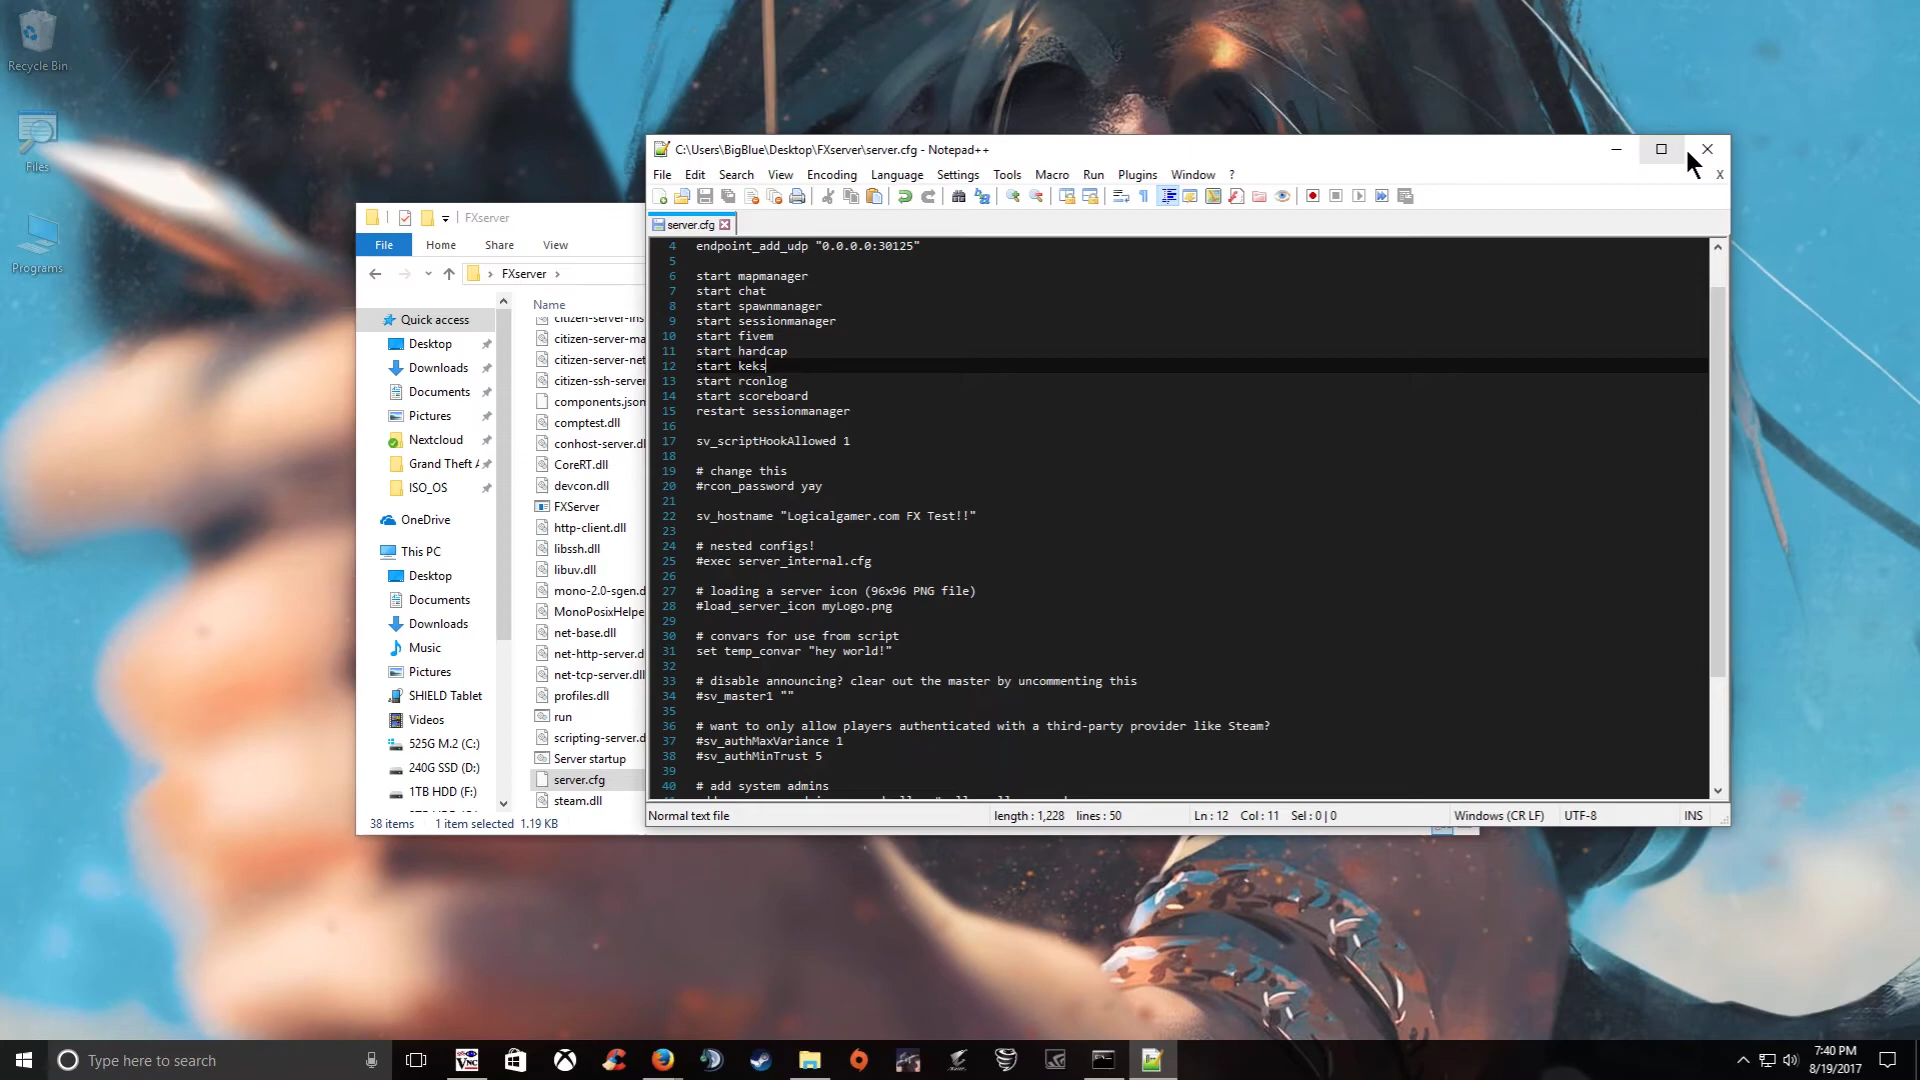 Recycle Bin
Files
Programs
FXserver
File Home Share View
FXserver
Quick access
Desktop
Downloads
Documents
Pictures
Nextcloud
Grand Theft A
ISO_OS
OneDrive
This PC
Desktop
Documents
Downloads
Music
Pictures
SHIELD Tablet
Videos
525G M.2 (C:)
240G SSD (D:)
1TB HDD (F:)
Name
citizen-server-ins
citizen-server-ma
citizen-server-net
citizen-ssh-server
components.json
comptest.dll
conhost-server.dl
CoreRT.dll
devcon.dll
FXServer
http-client.dll
libssh.dll
libuv.dll
mono-2.0-sgen.d
MonoPosixHelpe
net-base.dll
net-http-server.d
net-tcp-server.dll
profiles.dll
run
scripting-server.d
Server startup
server.cfg
steam.dll
38 items 1 item selected 1.19 KB
C:\Users\BigBlue\Desktop\FXserver\server.cfg - Notepad++
File Edit Search View Encoding Language Settings Tools Macro Run Plugins Window ? X
server.cfg
4 endpoint_add_udp "0.0.0.0:30125"
5
6 start mapmanager
7 start chat
8 start spawnmanager
9 start sessionmanager
10 start fivem
11 start hardcap
12 start keks
13 start rconlog
14 start scoreboard
15 restart sessionmanager
16
17 sv_scriptHookAllowed 1
18
19 # change this
20 #rcon_password yay
21
22 sv_hostname "Logicalgamer.com FX Test!!"
23
24 # nested configs!
25 #exec server_internal.cfg
26
27 # loading a server icon (96x96 PNG file)
28 #load_server_icon myLogo.png
29
30 # convars for use from script
31 set temp_convar "hey world!"
32
33 # disable announcing? clear out the master by uncommenting this
34 #sv_master1 ""
35
36 # want to only allow players authenticated with a third-party provider like Steam?
37 #sv_authMaxVariance 1
38 #sv_authMinTrust 5
39
40 # add system admins
Normal text file length : 1,228 lines : 50 Ln : 12 Col : 11 Sel : 0 | 0 Windows (CR LF) UTF-8 INS
Type here to search
7:40 PM
8/19/2017